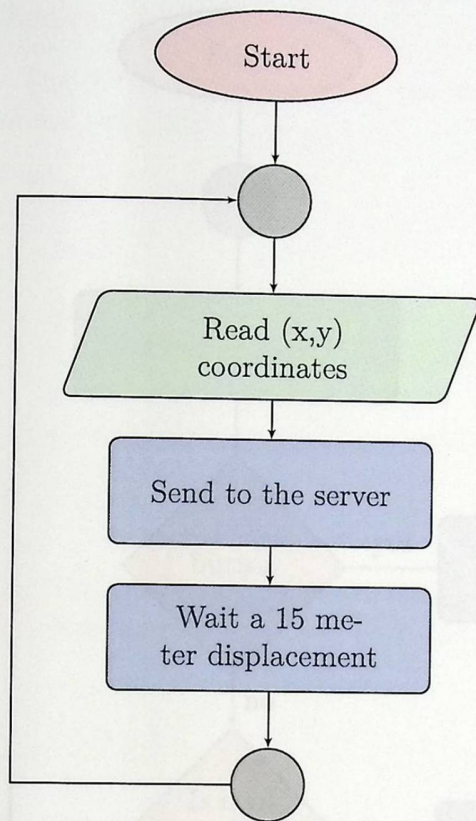 Start
Read (x,y)
coordinates
Send to the server
Wait a 15 me-
ter displacement